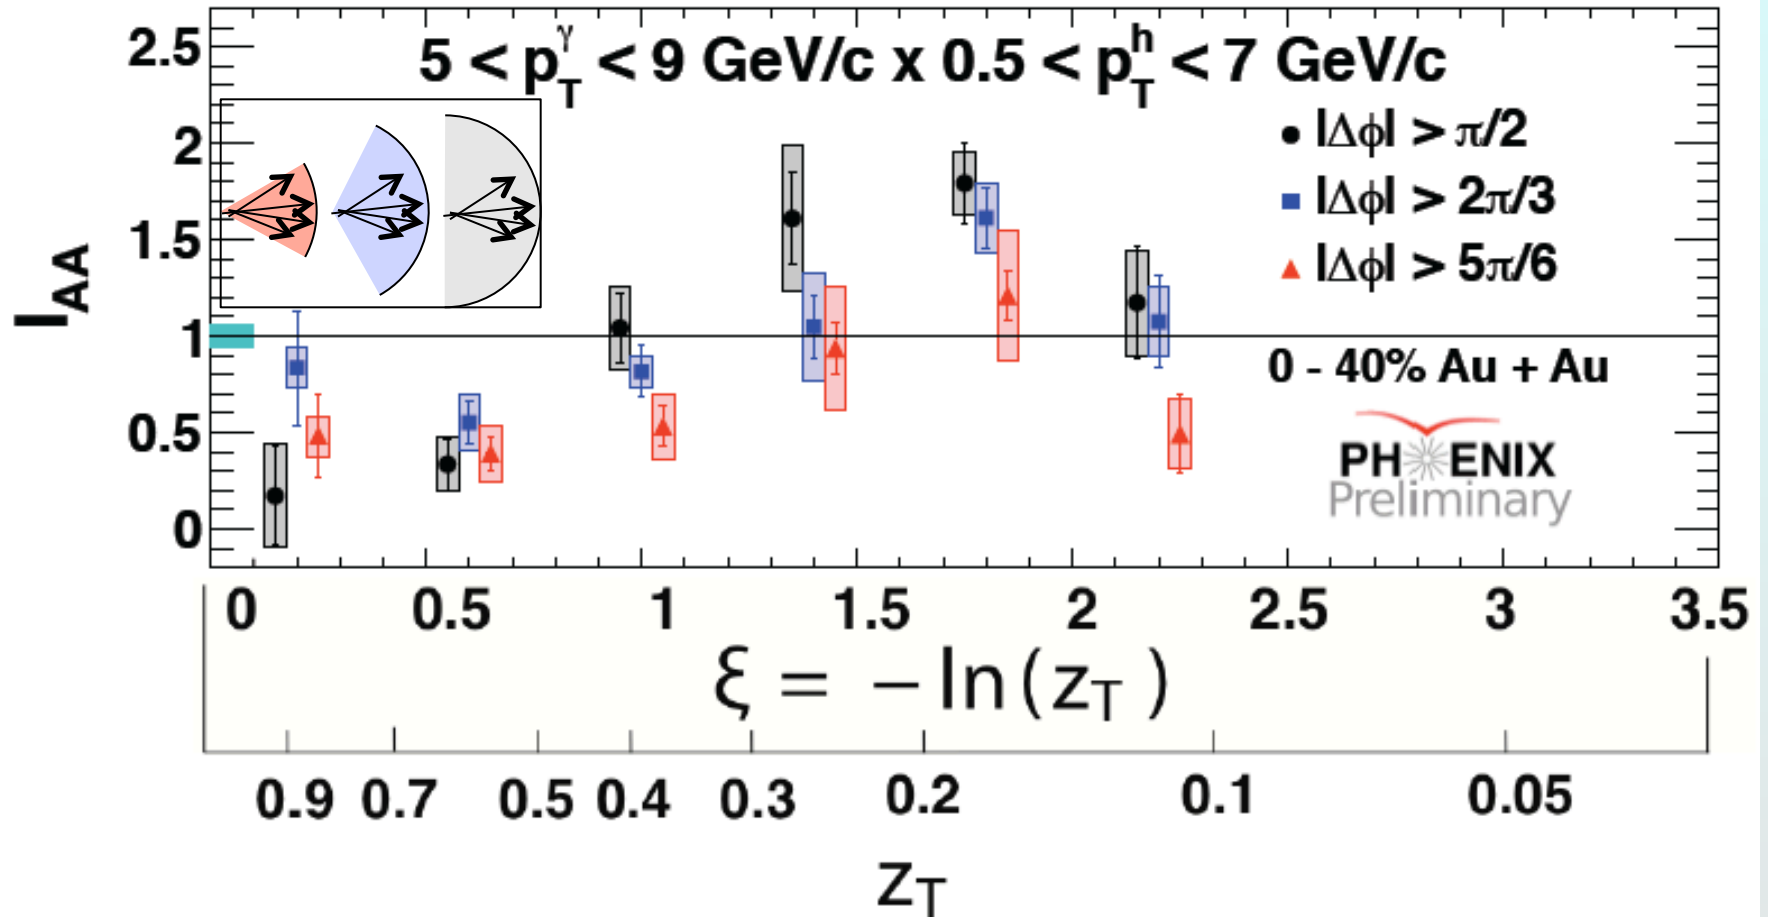 5 < p_T^γ < 9 GeV/c x 0.5 < p_T^h < 7 GeV/c
I_AA
2.5
2
1.5
1
0.5
0
|Δϕ| > π/2
|Δϕ| > 2π/3
|Δϕ| > 5π/6
0 - 40% Au + Au
PHENIX
Preliminary
0 0.5 1 1.5 2 2.5 3 3.5
ξ = − ln ( z_T )
0.9 0.7 0.5 0.4 0.3 0.2 0.1 0.05
z_T